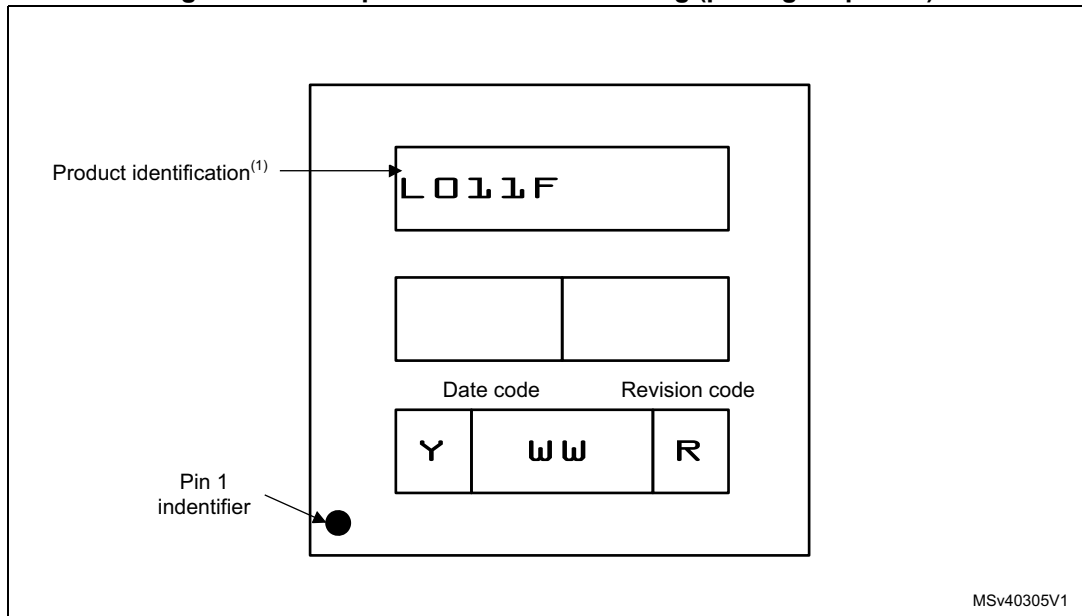 Product identification(1)
L011F
Date code Revision code
Y WW R
Pin 1
indentifier
MSv40305V1